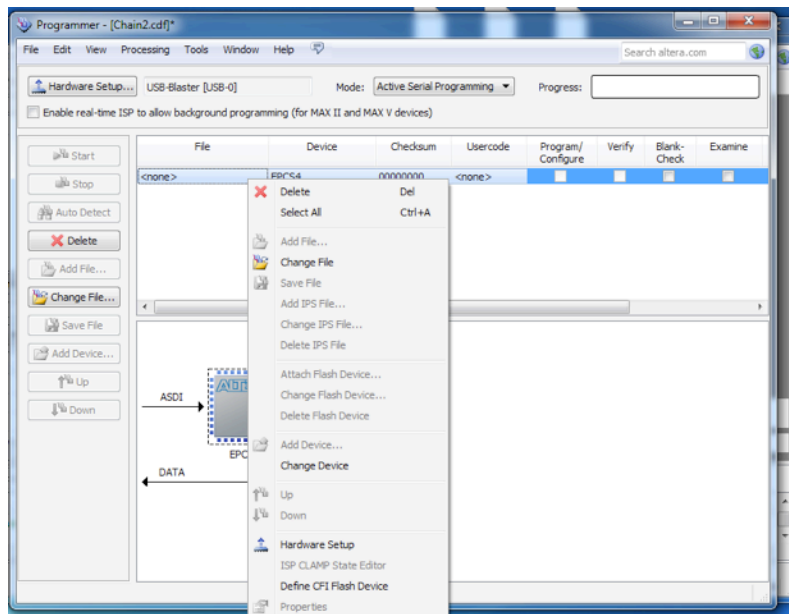 Programmer - [Chain2.cdf]*
File Edit View Processing Tools Window Help
Search altera.com
Hardware Setup... USB-Blaster [USB-0] Mode: Active Serial Programming Progress:
Enable real-time ISP to allow background programming (for MAX II and MAX V devices)
Start
Stop
Auto Detect
Delete
Add File...
Change File...
Save File
Add Device...
Up
Down
File Device Checksum Usercode Program/Configure Verify Blank-Check Examine
<none> EPCS4 00000000 <none>
Delete Del
Select All Ctrl+A
Add File...
Change File
Save File
Add IPS File...
Change IPS File...
Delete IPS File
Attach Flash Device...
Change Flash Device...
Delete Flash Device
Add Device...
Change Device
Up
Down
Hardware Setup
ISP CLAMP State Editor
Define CFI Flash Device
Properties
ASDI
EPC
DATA